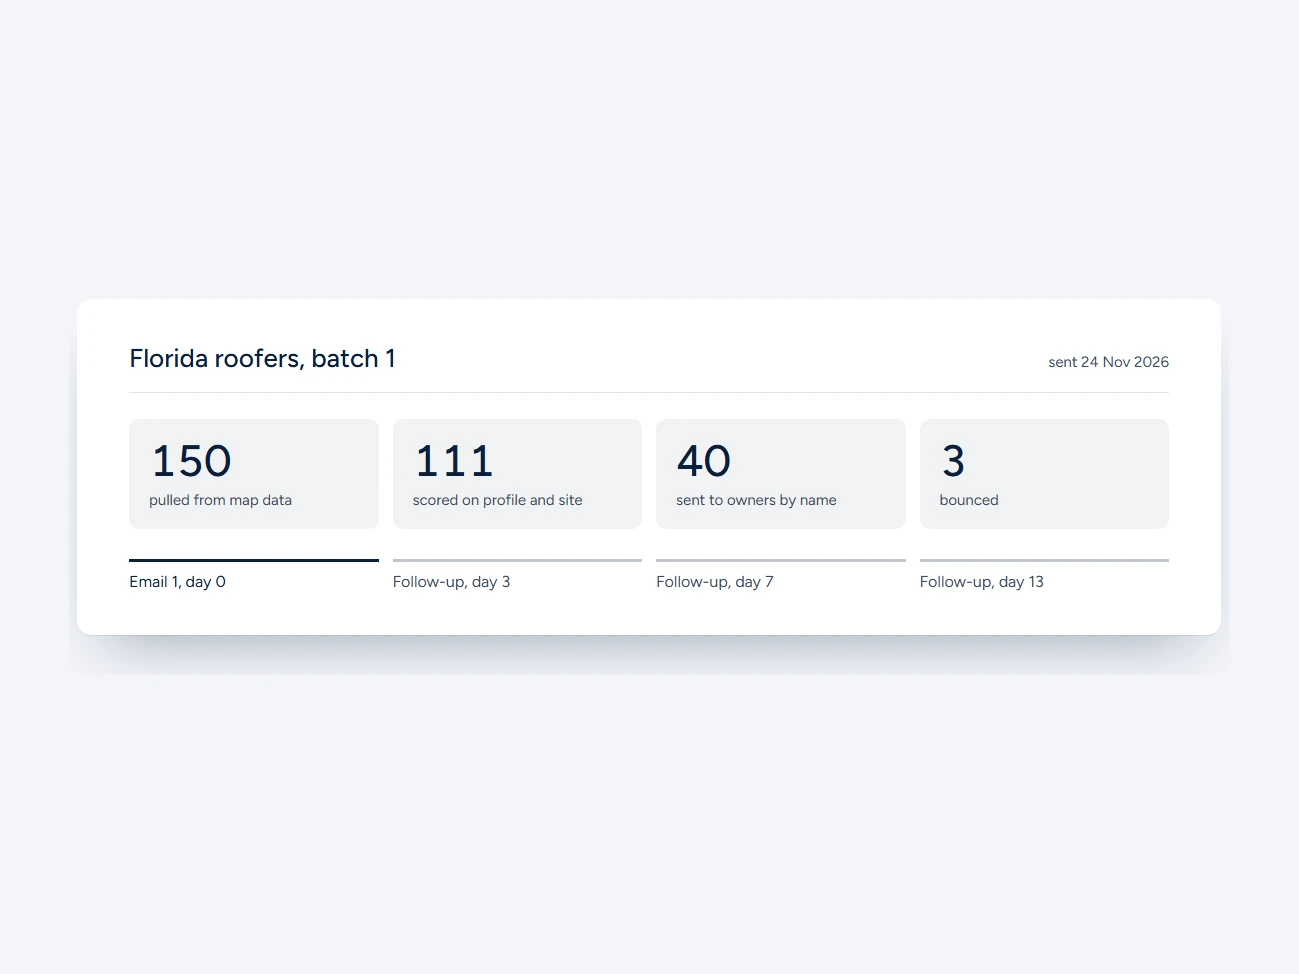 Florida roofers, batch 1
sent 24 Nov 2026
150
pulled from map data
111
scored on profile and site
40
sent to owners by name
3
bounced
Email 1, day 0
Follow-up, day 3
Follow-up, day 7
Follow-up, day 13